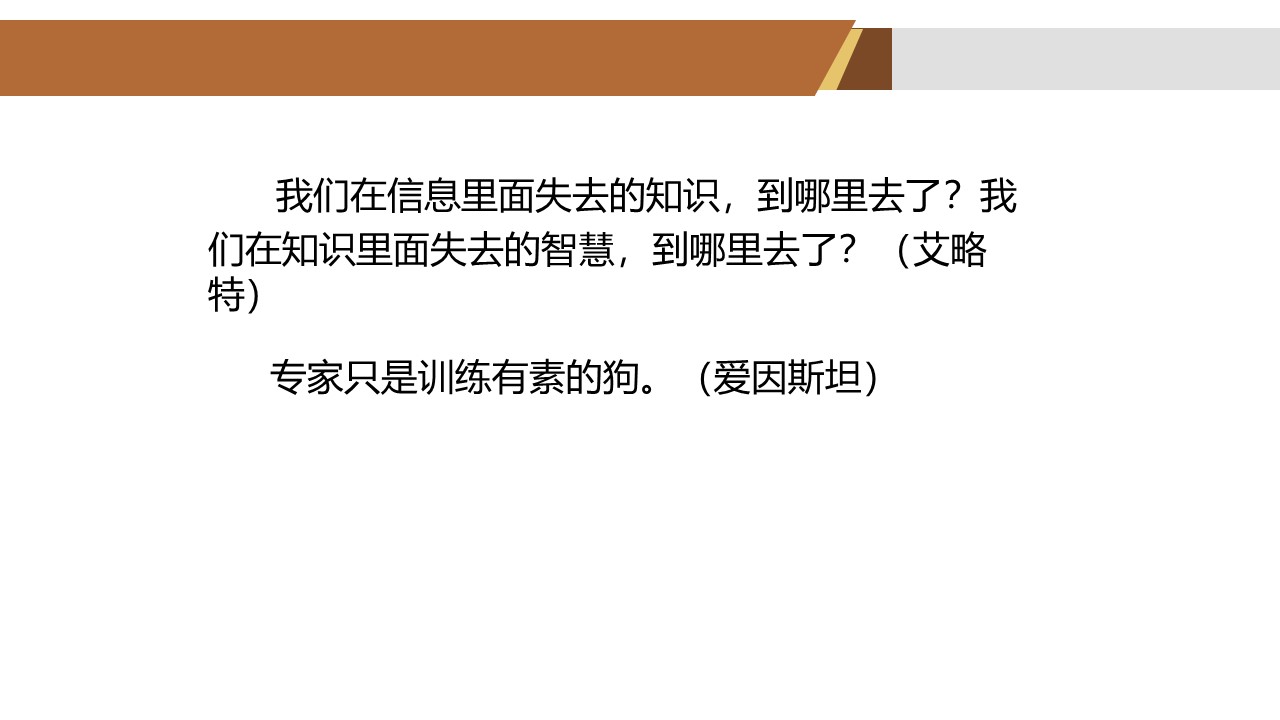 我们在信息里面失去的知识，到哪里去了？我
们在知识里面失去的智慧，到哪里去了？（艾略
特）
专家只是训练有素的狗。（爱因斯坦）